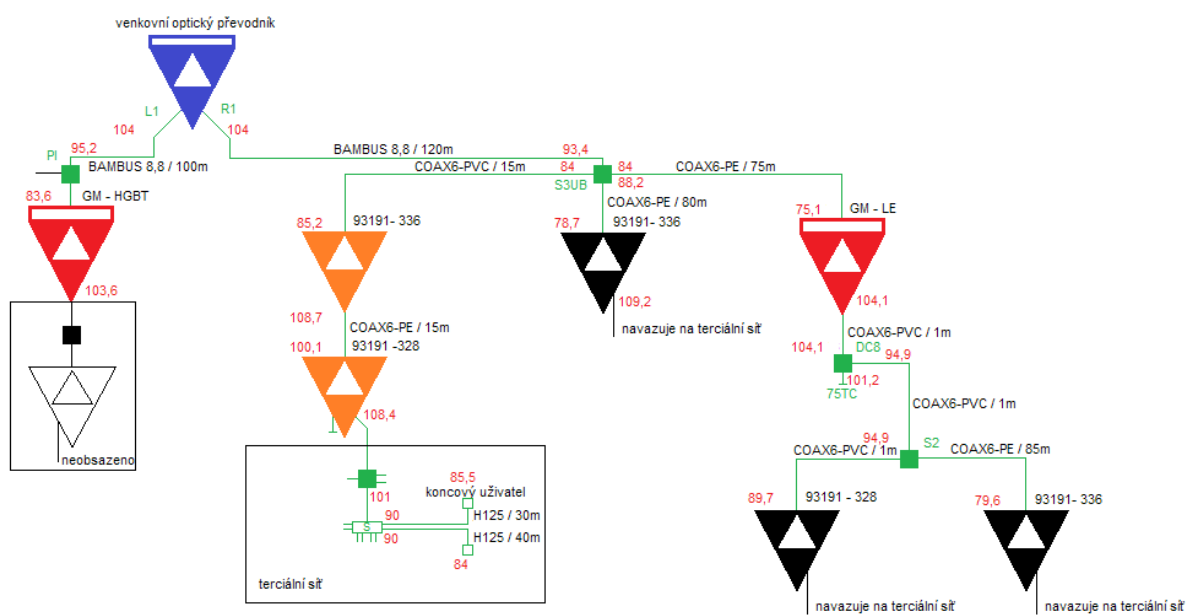 venkovní optický převodník
L1
R1
104
104
95,2
PI
BAMBUS 8,8 / 100m
BAMBUS 8,8 / 120m
93,4
COAX6-PVC / 15m
84
84
COAX6-PE / 75m
S3UB
88,2
83,6
GM - HGBT
COAX6-PE / 80m
85,2
93191- 336
78,7
93191- 336
75,1
GM - LE
103,6
109,2
104,1
108,7
COAX6-PE / 15m
navazuje na terciální síť
COAX6-PVC / 1m
100,1
93191 -328
104,1
DC8
94,9
101,2
75TC
COAX6-PVC / 1m
108,4
94,9
S2
COAX6-PVC / 1m
COAX6-PE / 85m
neobsazeno
85,5
101
koncový uživatel
89,7
93191 - 328
79,6
93191- 336
90
H125 / 30m
S
90
H125 / 40m
84
terciální síť
navazuje na terciální síť
navazuje na terciální síť